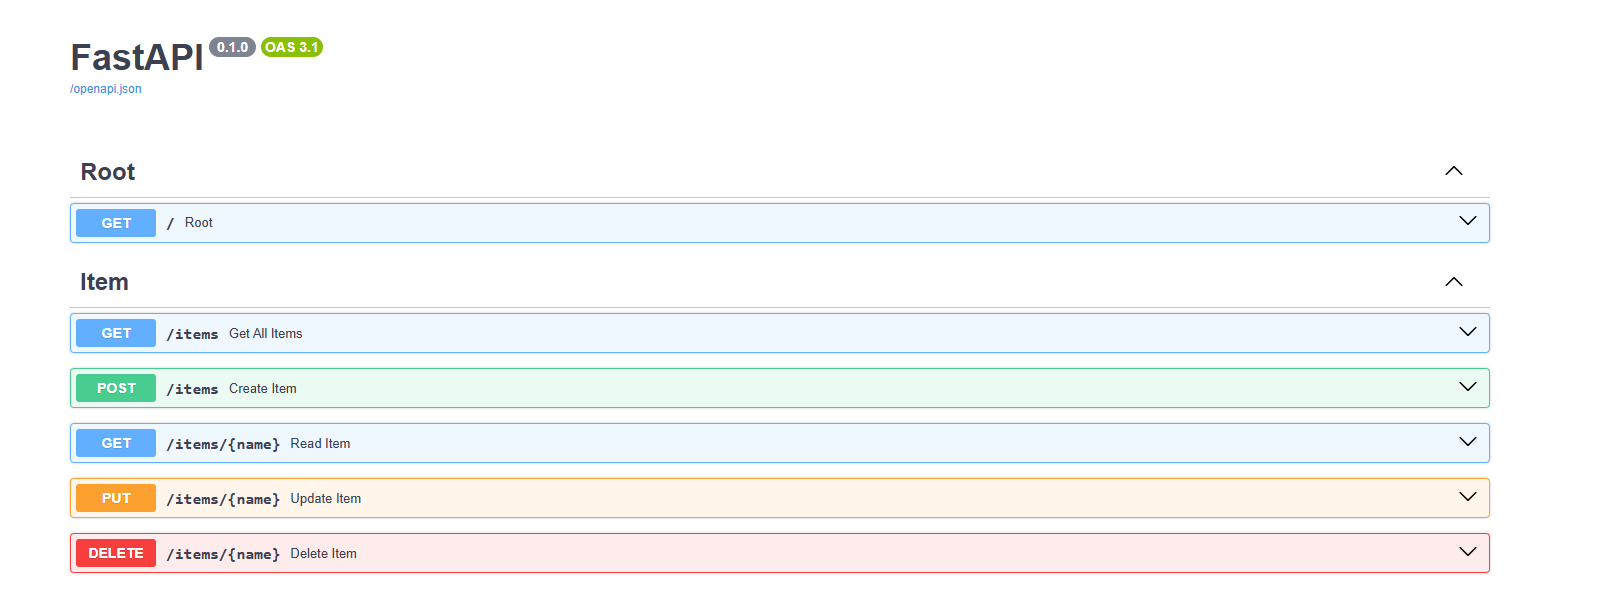 FastAPI 0.1.0 OAS 3.1
/openapi.json
Root
GET / Root
Item
GET /items Get All Items
POST /items Create Item
GET /items/{name} Read Item
PUT /items/{name} Update Item
DELETE /items/{name} Delete Item